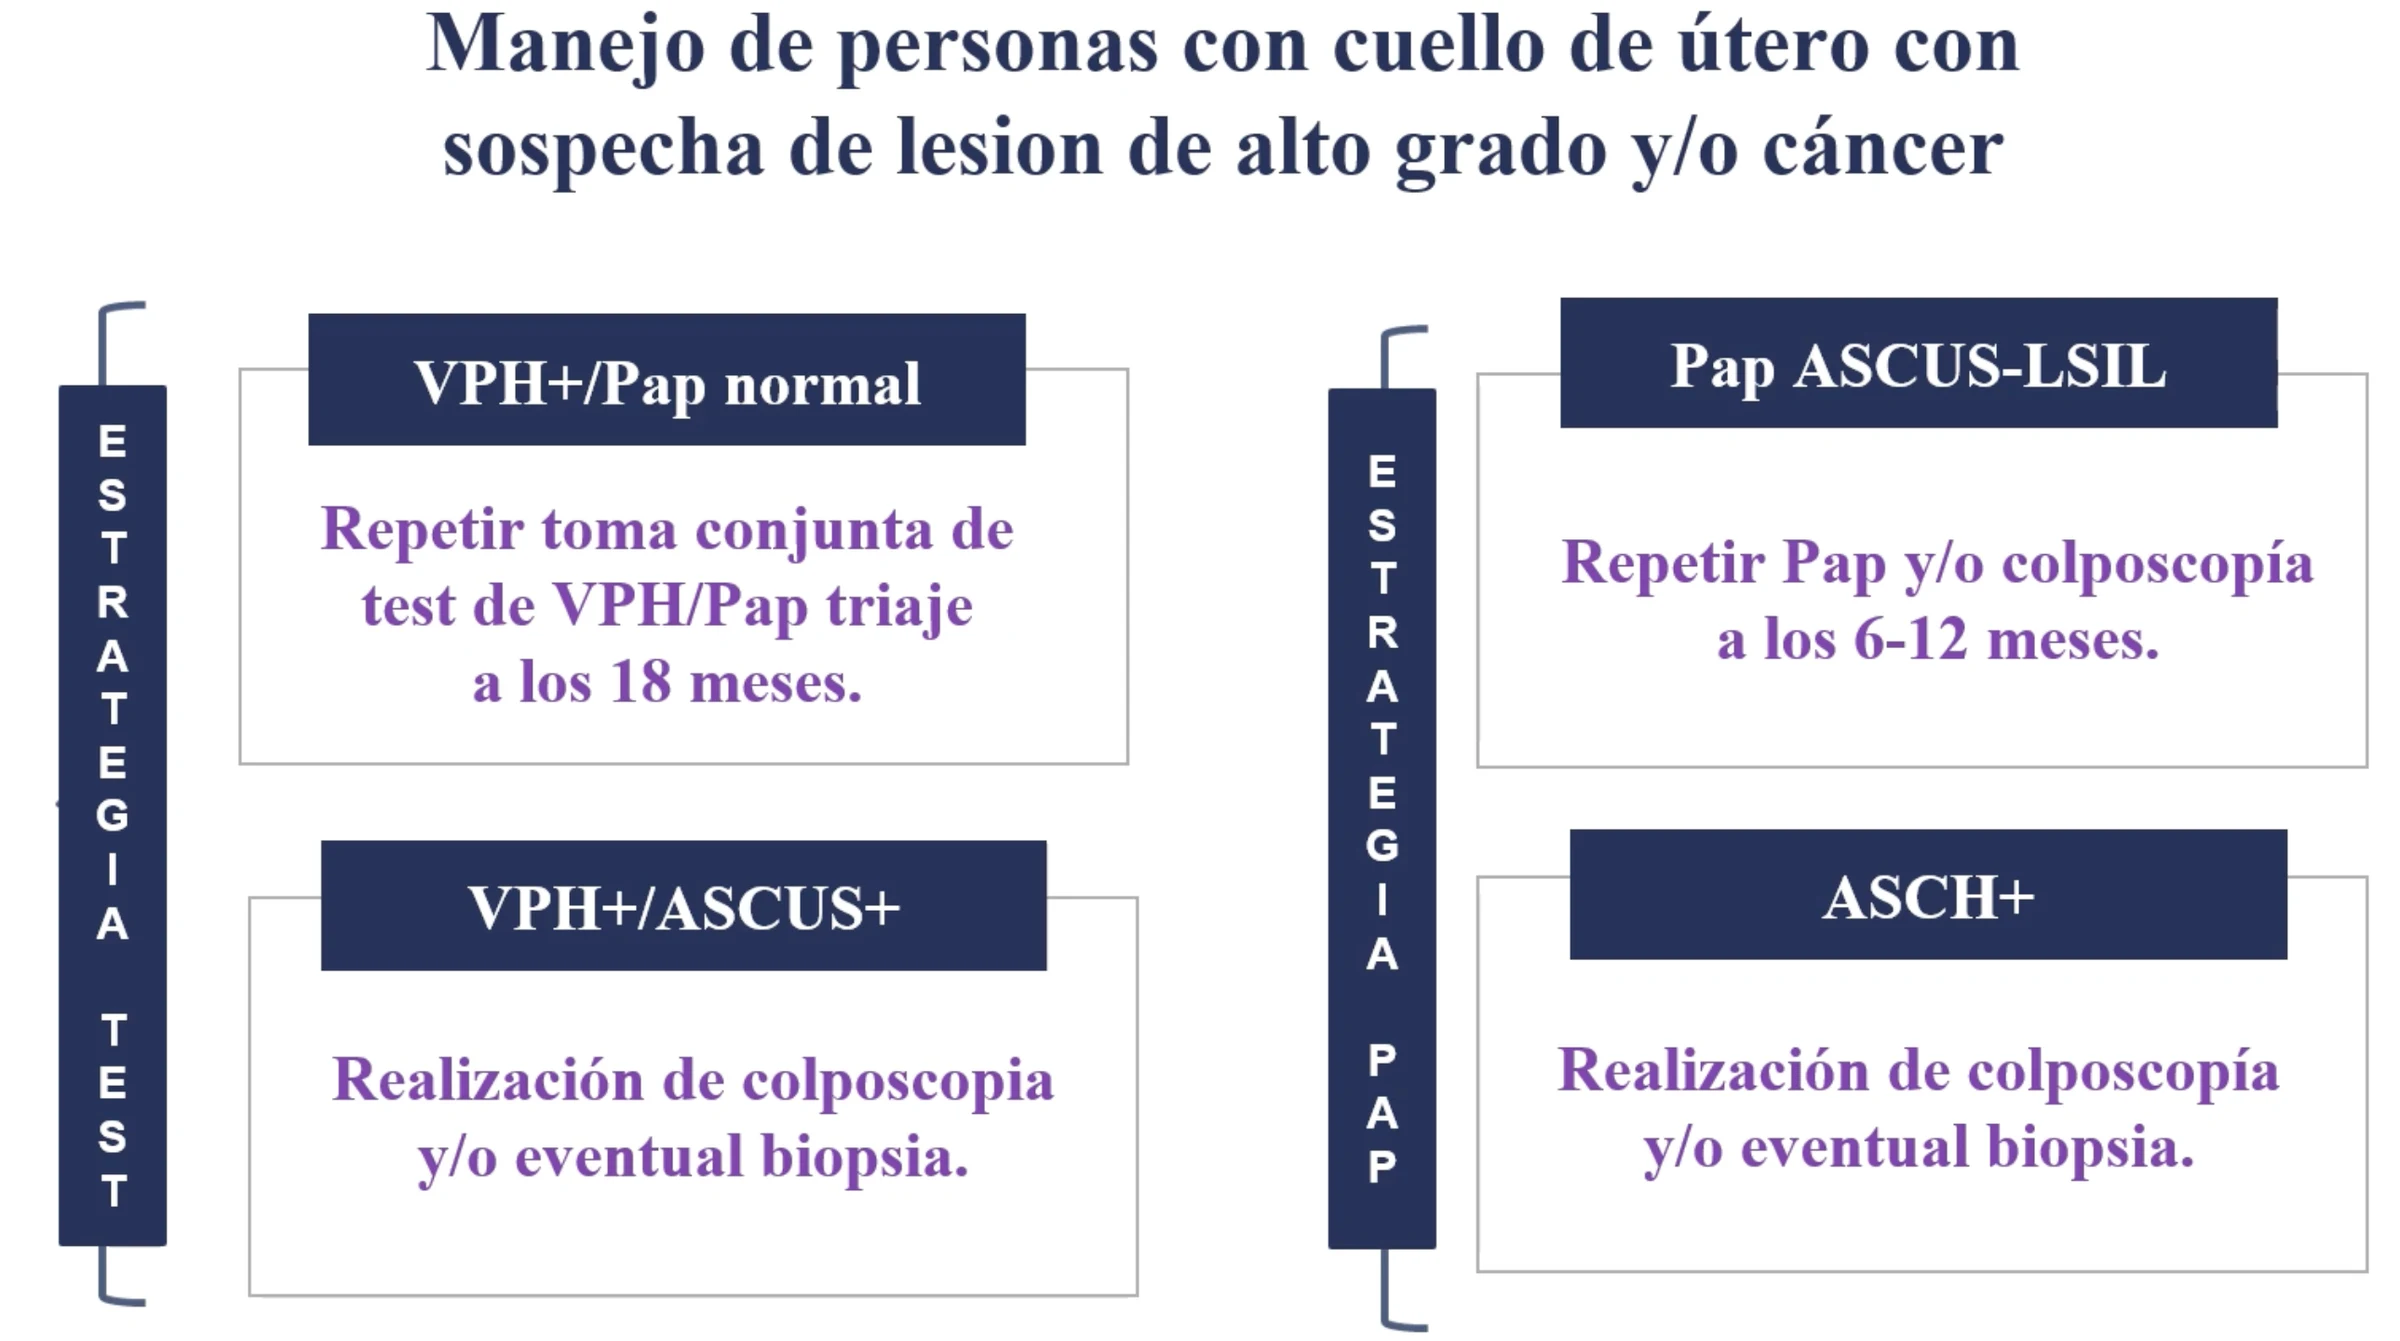 Manejo de personas con cuello de útero con
sospecha de lesion de alto grado y/o cáncer
ESTRATEGIA TEST
VPH+/Pap normal
Repetir toma conjunta de
test de VPH/Pap triaje
a los 18 meses.
VPH+/ASCUS+
Realización de colposcopia
y/o eventual biopsia.
ESTRATEGIA PAP
Pap ASCUS-LSIL
Repetir Pap y/o colposcopía
a los 6-12 meses.
ASCH+
Realización de colposcopía
y/o eventual biopsia.